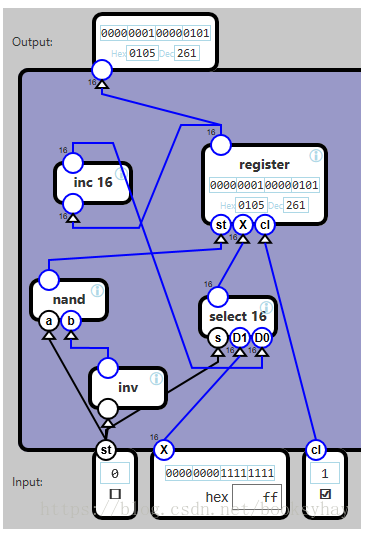 Output:
0000000100000101
Hex 0105 Dec 261
16
16
16
inc 16
register
0000000100000101
Hex 0105 Dec 261
st X cl
16
16
nand
a b
16
select 16
s D1 D0
16 16
inv
st
16
X
cl
Input:
0
0000000011111111
hex ff
1
https://blog.csdn.net/booksyhay